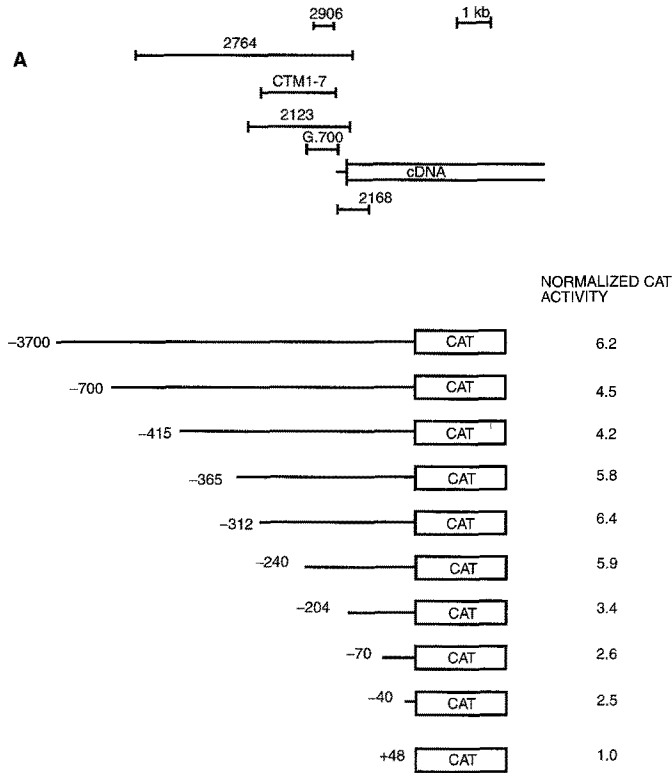 2906
1 kb
2764
A
CTM1-7
2123
G.700
cDNA
2168
NORMALIZED CAT
ACTIVITY
−3700 CAT 6.2
−700 CAT 4.5
−415 CAT 4.2
−365 CAT 5.8
−312 CAT 6.4
−240 CAT 5.9
−204 CAT 3.4
−70 CAT 2.6
−40 CAT 2.5
+48 CAT 1.0